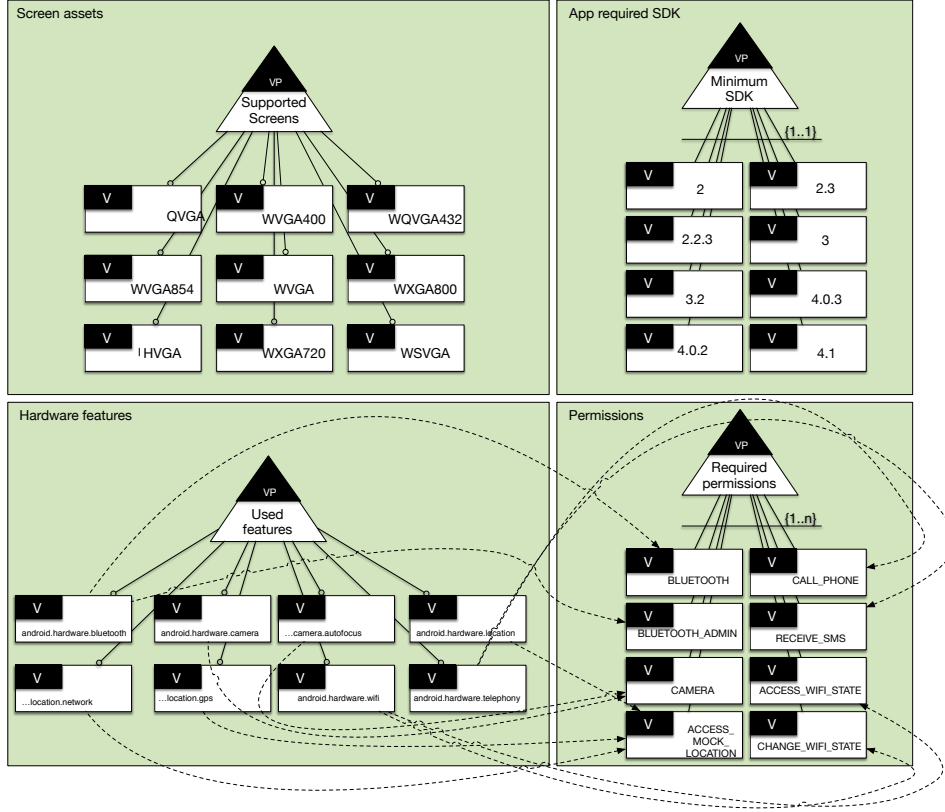 Screen assets
VP
Supported
Screens
V
QVGA
V
WVGA400
V
WQVGA432
V
WVGA854
V
WVGA
V
WXGA800
V
HVGA
V
WXGA720
V
WSVGA
App required SDK
VP
Minimum
SDK
{1..1}
V
2
V
2.3
V
2.2.3
V
3
V
3.2
V
4.0.3
V
4.0.2
V
4.1
Hardware features
VP
Used
features
V
android.hardware.bluetooth
V
android.hardware.camera
V
...camera.autofocus
V
android.hardware.location
V
...location.network
V
...location.gps
V
android.hardware.wifi
V
android.hardware.telephony
Permissions
VP
Required
permissions
{1..n}
V
BLUETOOTH
V
CALL_PHONE
V
BLUETOOTH_ADMIN
V
RECEIVE_SMS
V
CAMERA
V
ACCESS_WIFI_STATE
V
ACCESS_
MOCK_
LOCATION
V
CHANGE_WIFI_STATE